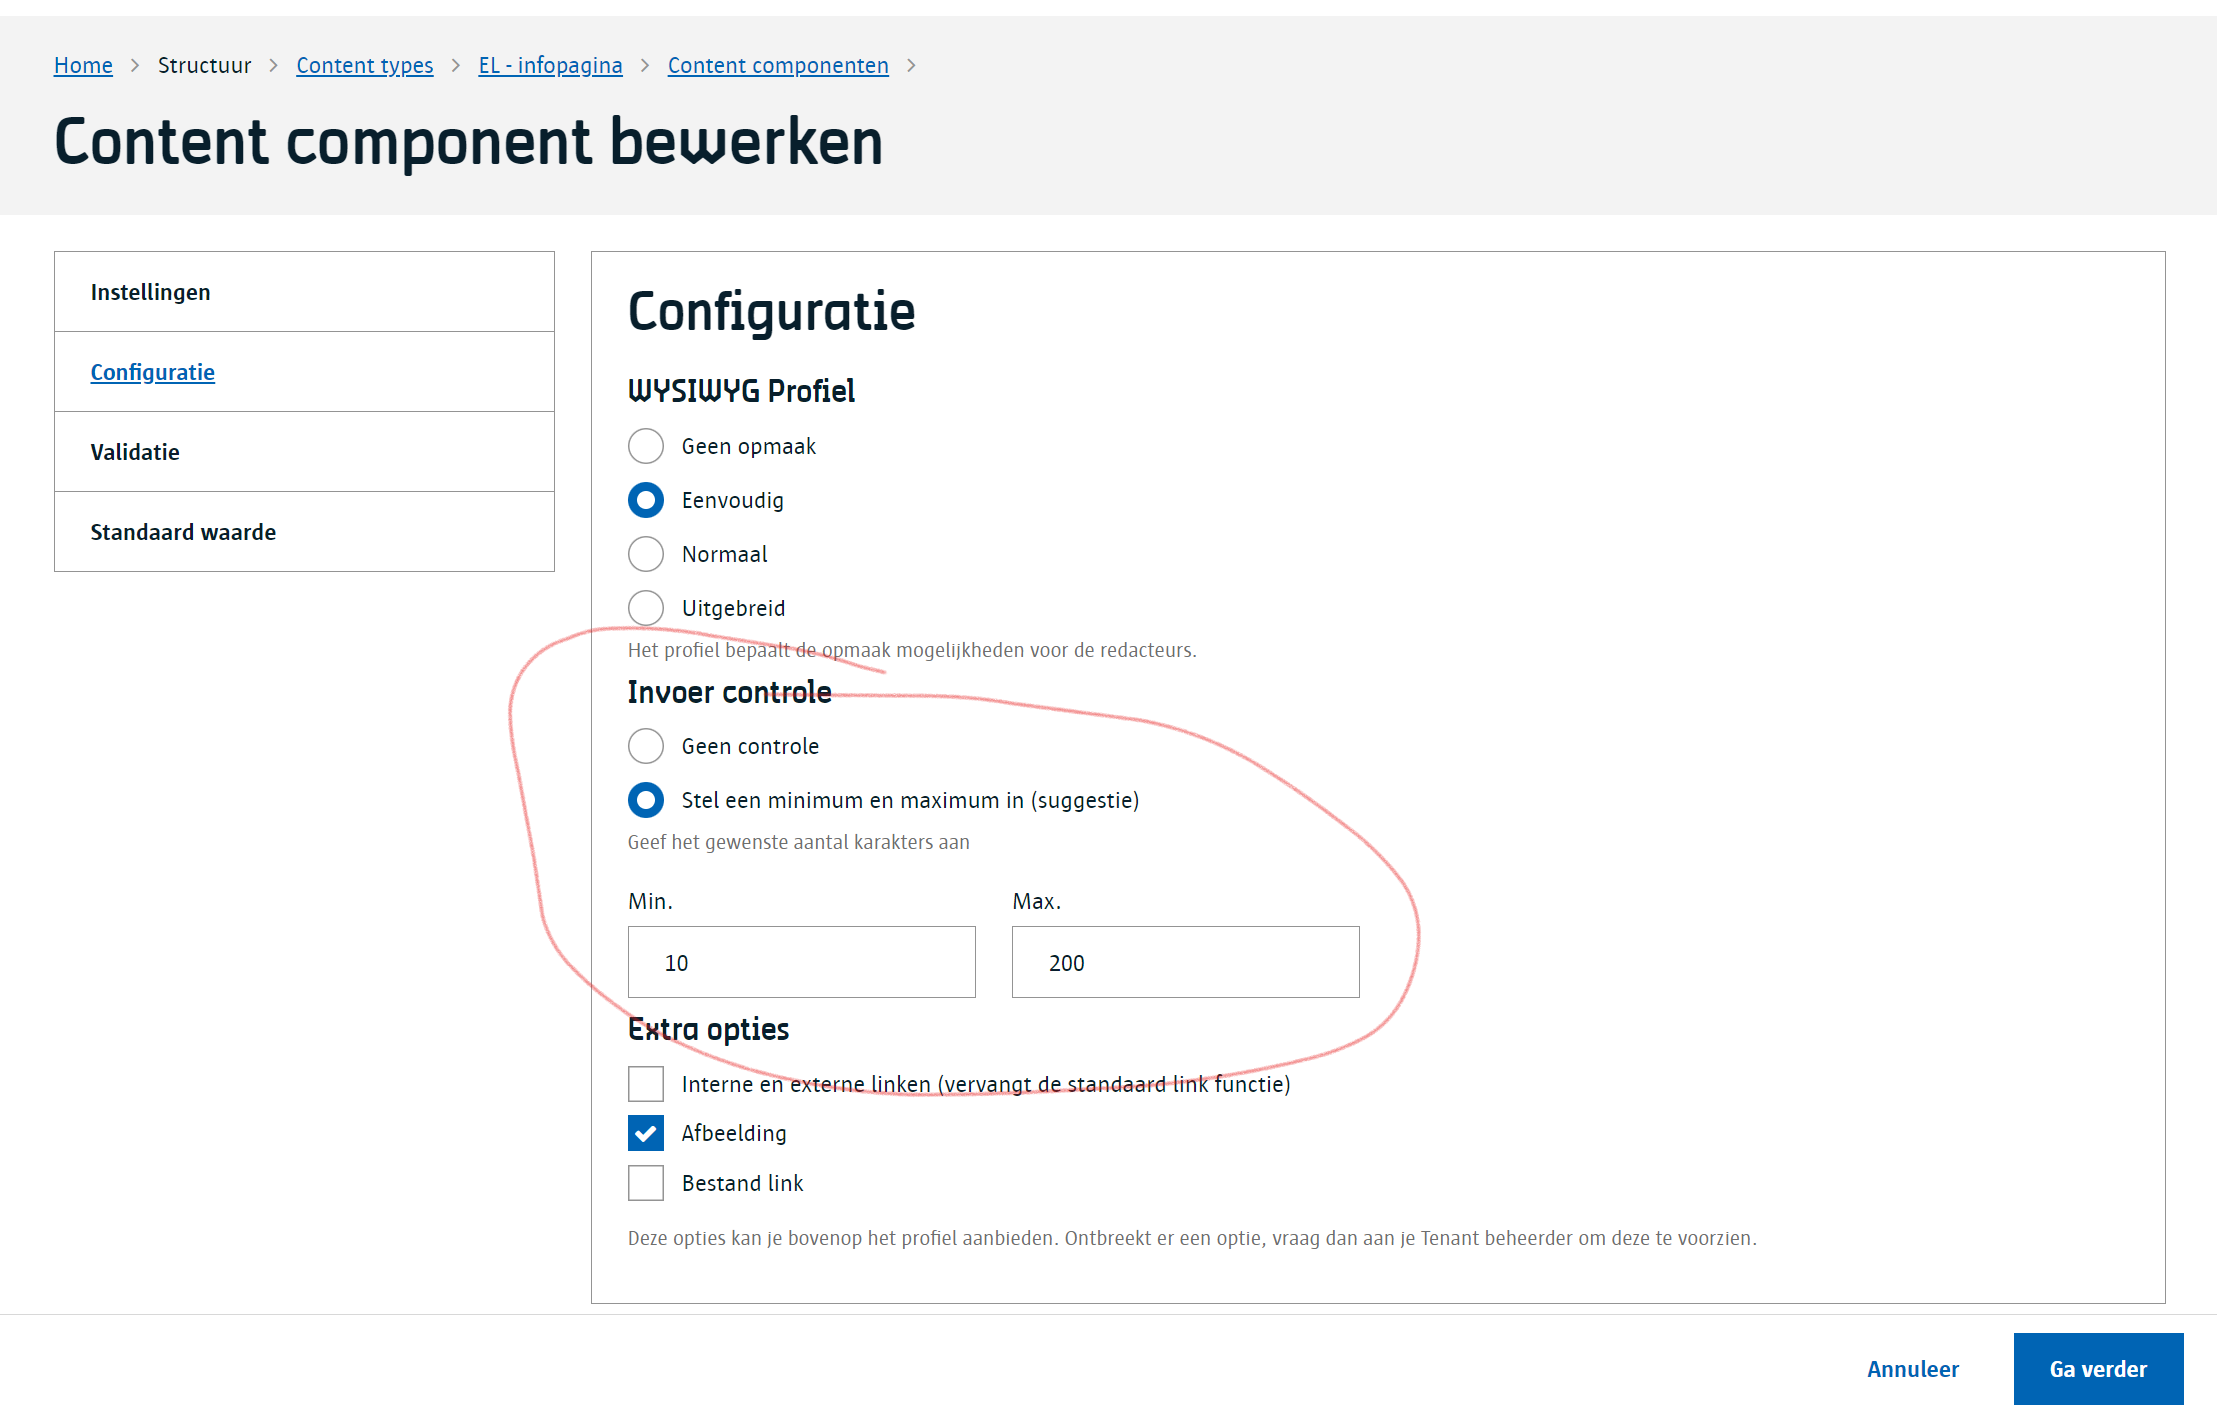 Home > Structuur > Content types > EL - infopagina > Content componenten >
Content component bewerken
Instellingen
Configuratie
Validatie
Standaard waarde
Configuratie
WYSIWYG Profiel
Geen opmaak
Eenvoudig
Normaal
Uitgebreid
Het profiel bepaalt de opmaak mogelijkheden voor de redacteurs.
Invoer controle
Geen controle
Stel een minimum en maximum in (suggestie)
Geef het gewenste aantal karakters aan
Min. Max.
10 200
Extra opties
Interne en externe linken (vervangt de standaard link functie)
Afbeelding
Bestand link
Deze opties kan je bovenop het profiel aanbieden. Ontbreekt er een optie, vraag dan aan je Tenant beheerder om deze te voorzien.
Annuleer Ga verder